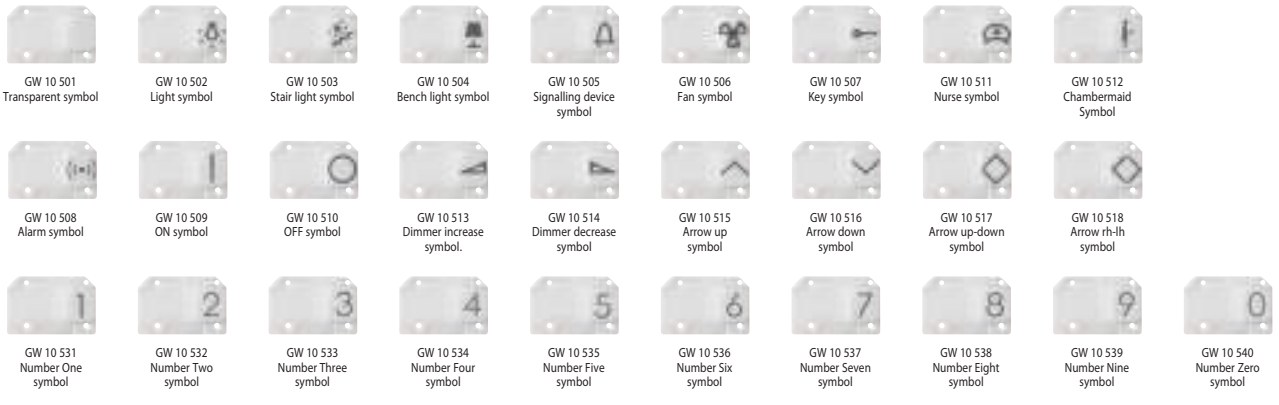 GW 10 501
Transparent symbol
GW 10 502
Light symbol
GW 10 503
Stair light symbol
GW 10 504
Bench light symbol
GW 10 505
Signalling device
symbol
GW 10 506
Fan symbol
GW 10 507
Key symbol
GW 10 511
Nurse symbol
GW 10 512
Chambermaid
Symbol
GW 10 508
Alarm symbol
GW 10 509
ON symbol
GW 10 510
OFF symbol
GW 10 513
Dimmer increase
symbol.
GW 10 514
Dimmer decrease
symbol
GW 10 515
Arrow up
symbol
GW 10 516
Arrow down
symbol
GW 10 517
Arrow up-down
symbol
GW 10 518
Arrow rh-lh
symbol
1
2
3
4
5
6
7
8
9
0
GW 10 531
Number One
symbol
GW 10 532
Number Two
symbol
GW 10 533
Number Three
symbol
GW 10 534
Number Four
symbol
GW 10 535
Number Five
symbol
GW 10 536
Number Six
symbol
GW 10 537
Number Seven
symbol
GW 10 538
Number Eight
symbol
GW 10 539
Number Nine
symbol
GW 10 540
Number Zero
symbol